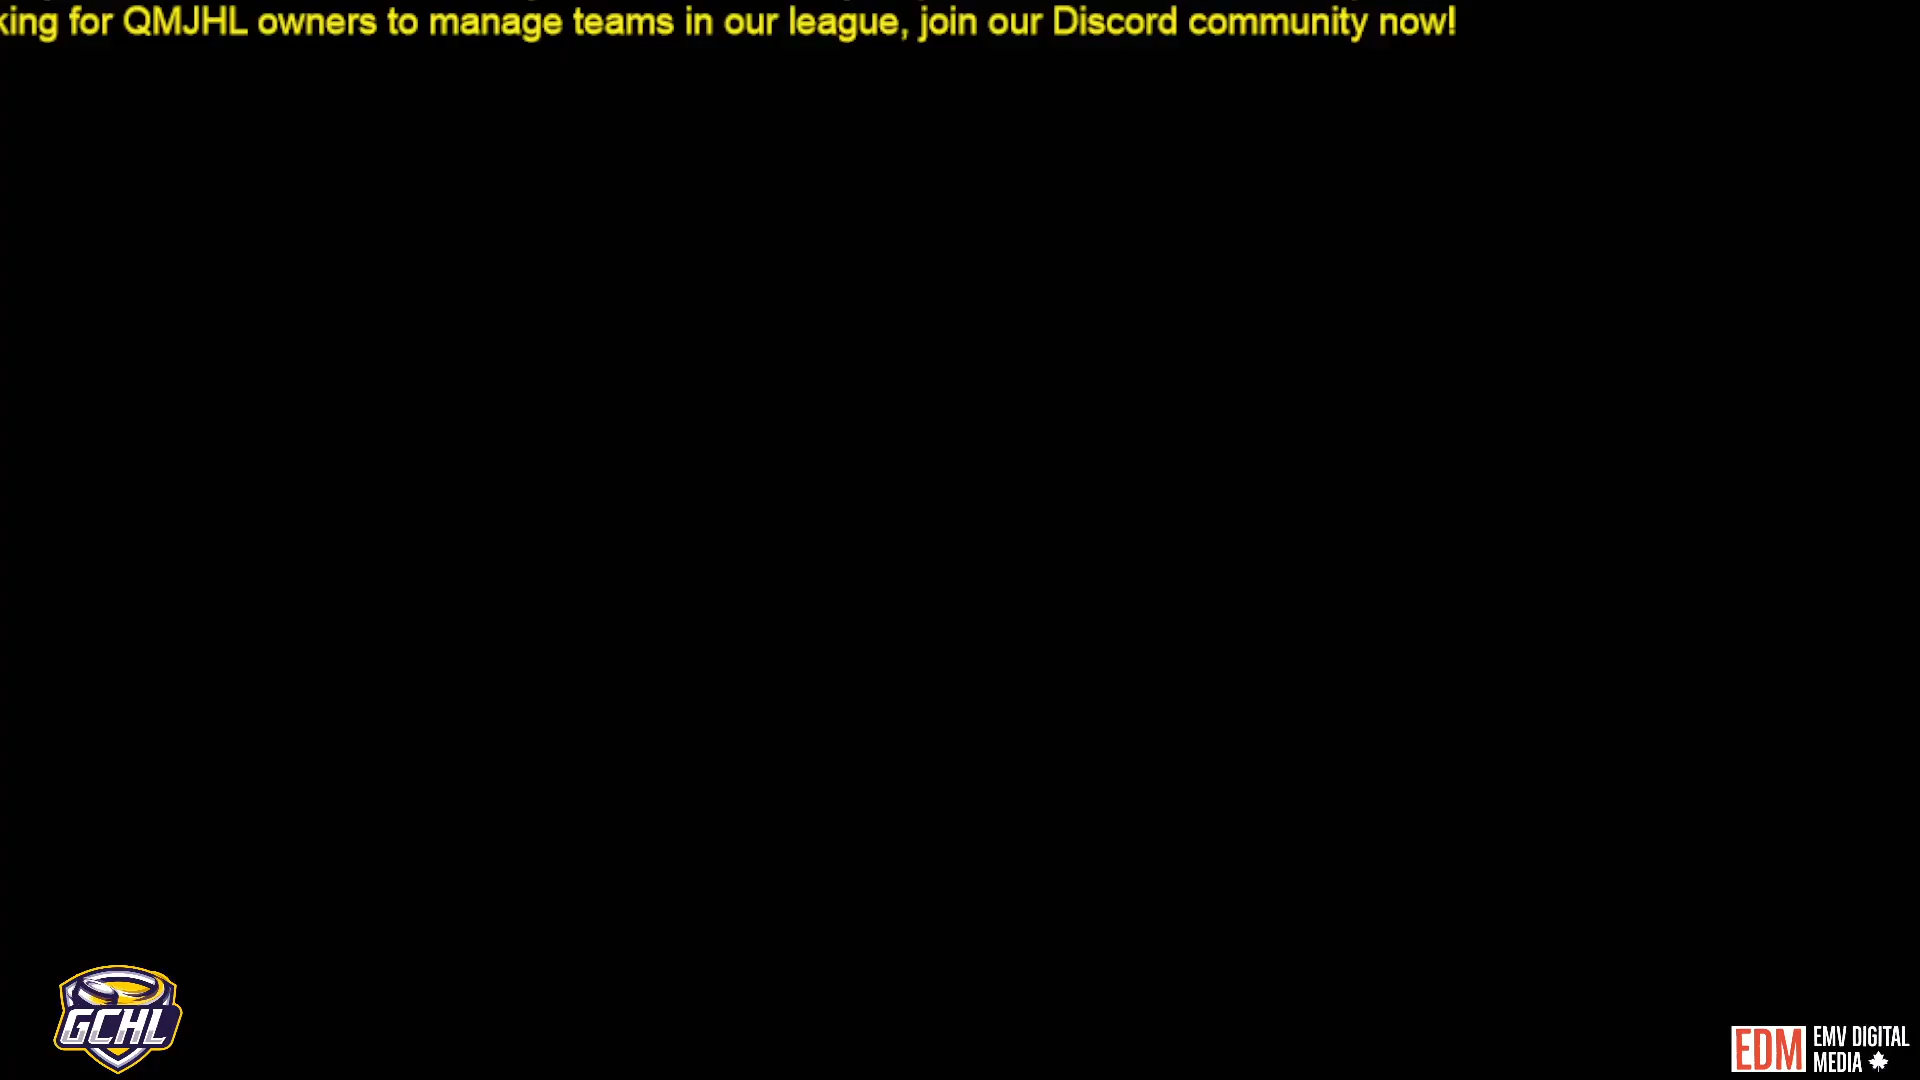 king for QMJHL owners to manage teams in our league, join our Discord community now!
GCHL
EDM EMV DIGITAL
MEDIA